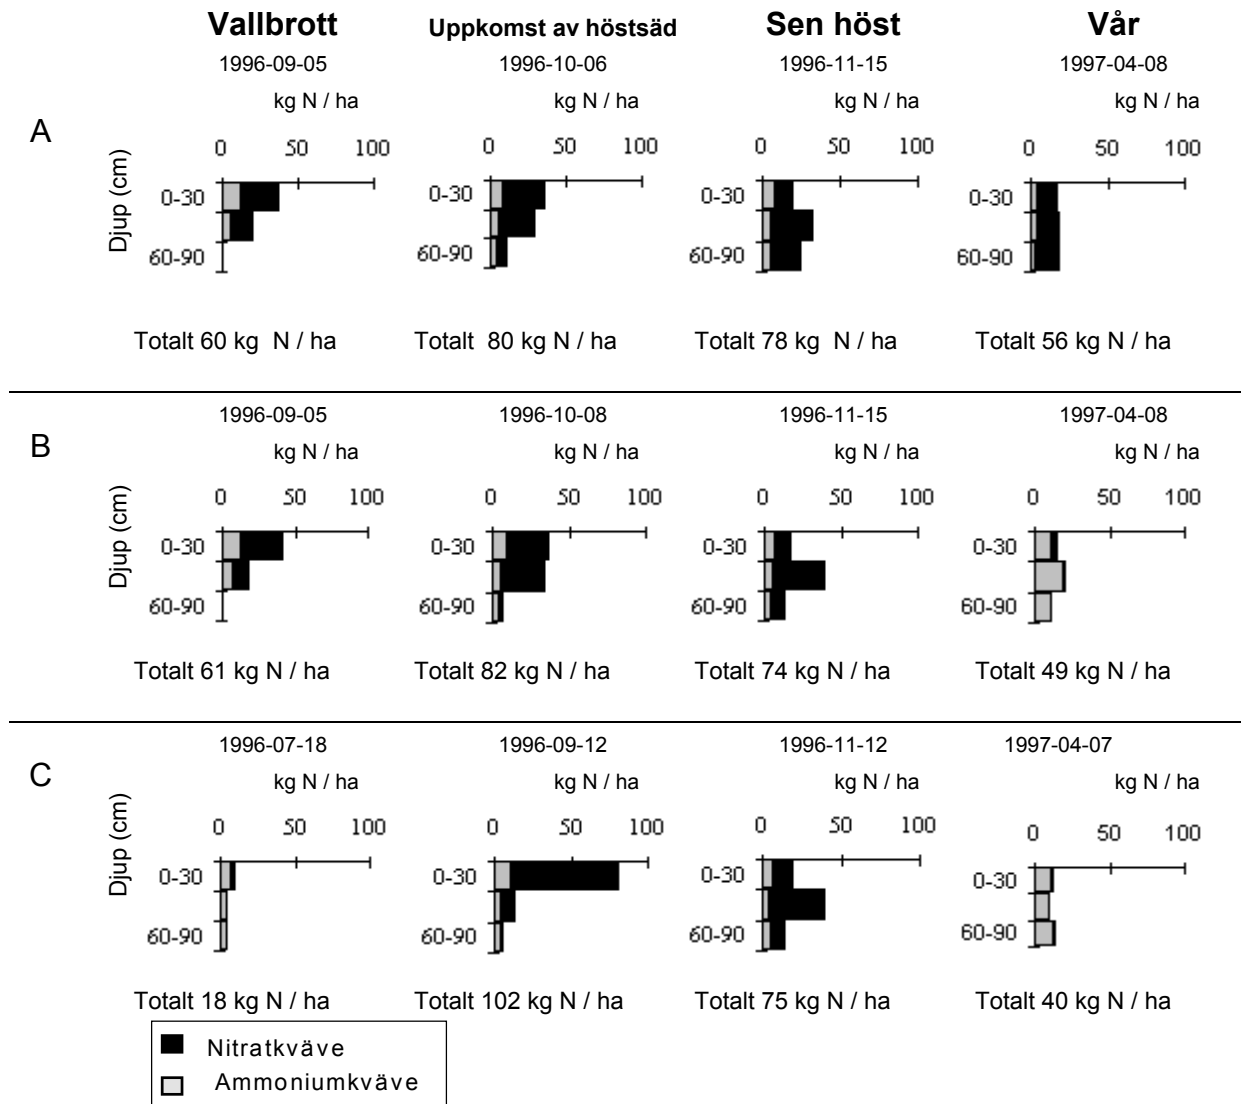 Vallbrott Uppkomst av höstsäd Sen höst Vår
1996-09-05 1996-10-06 1996-11-15 1997-04-08
kg N / ha kg N / ha kg N / ha kg N / ha
A
0 50 100 0 50 100 0 50 100 0 50 100
Djup (cm)
0-30 0-30 0-30 0-30
60-90 60-90 60-90 60-90
Totalt 60 kg N / ha Totalt 80 kg N / ha Totalt 78 kg N / ha Totalt 56 kg N / ha
1996-09-05 1996-10-08 1996-11-15 1997-04-08
B
kg N / ha kg N / ha kg N / ha kg N / ha
0 50 100 0 50 100 0 50 100 0 50 100
Djup (cm)
0-30 0-30 0-30 0-30
60-90 60-90 60-90 60-90
Totalt 61 kg N / ha Totalt 82 kg N / ha Totalt 74 kg N / ha Totalt 49 kg N / ha
1996-07-18 1996-09-12 1996-11-12 1997-04-07
C
kg N / ha kg N / ha kg N / ha kg N / ha
0 50 100 0 50 100 0 50 100 0 50 100
Djup (cm)
0-30 0-30 0-30 0-30
60-90 60-90 60-90 60-90
Totalt 18 kg N / ha Totalt 102 kg N / ha Totalt 75 kg N / ha Totalt 40 kg N / ha
Nitratkväve
Ammoniumkväve